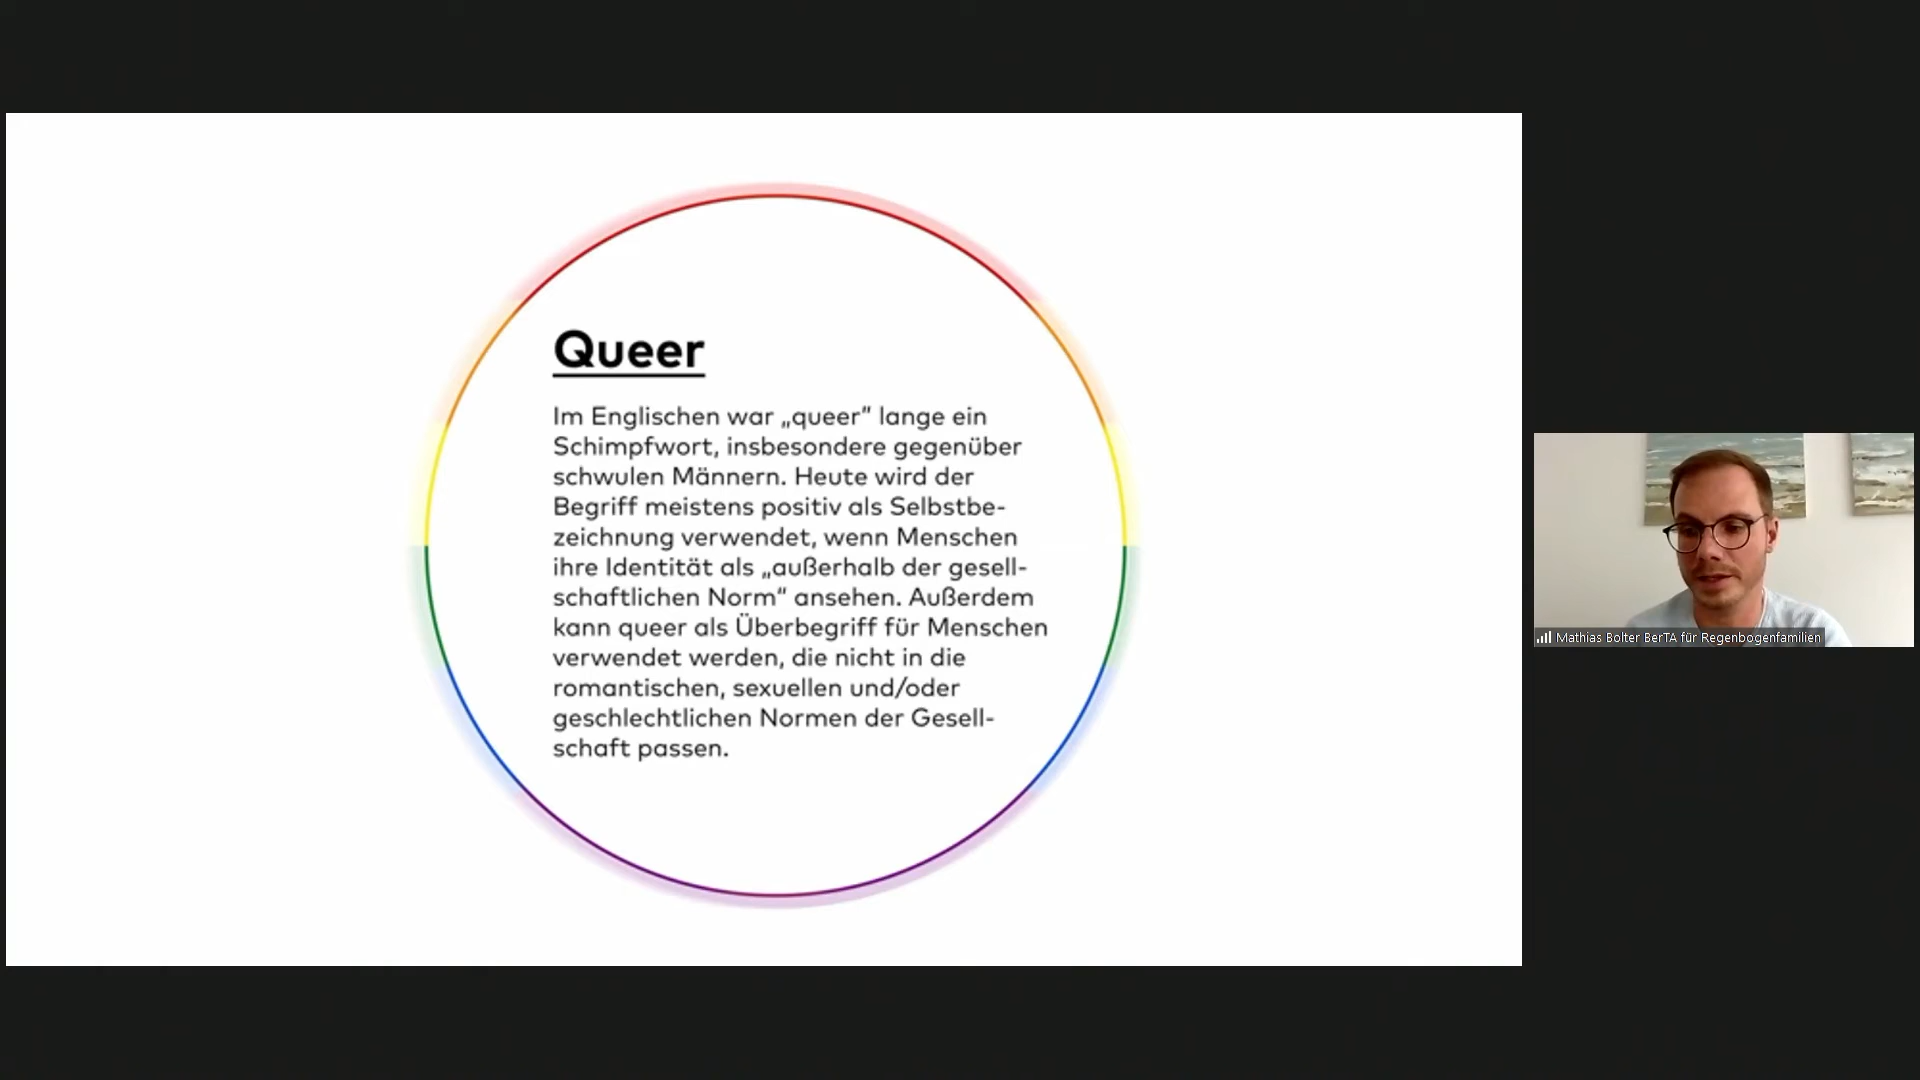 Queer
Im Englischen war „queer” lange ein
Schimpfwort, insbesondere gegenüber
schwulen Männern. Heute wird der
Begriff meistens positiv als Selbstbe-
zeichnung verwendet, wenn Menschen
ihre Identität als „außerhalb der gesell-
schaftlichen Norm“ ansehen. Außerdem
kann queer als Überbegriff für Menschen
verwendet werden, die nicht in die
romantischen, sexuellen und/oder
geschlechtlichen Normen der Gesell-
schaft passen.
Mathias Bolter BerTA für Regenbogenfamilien